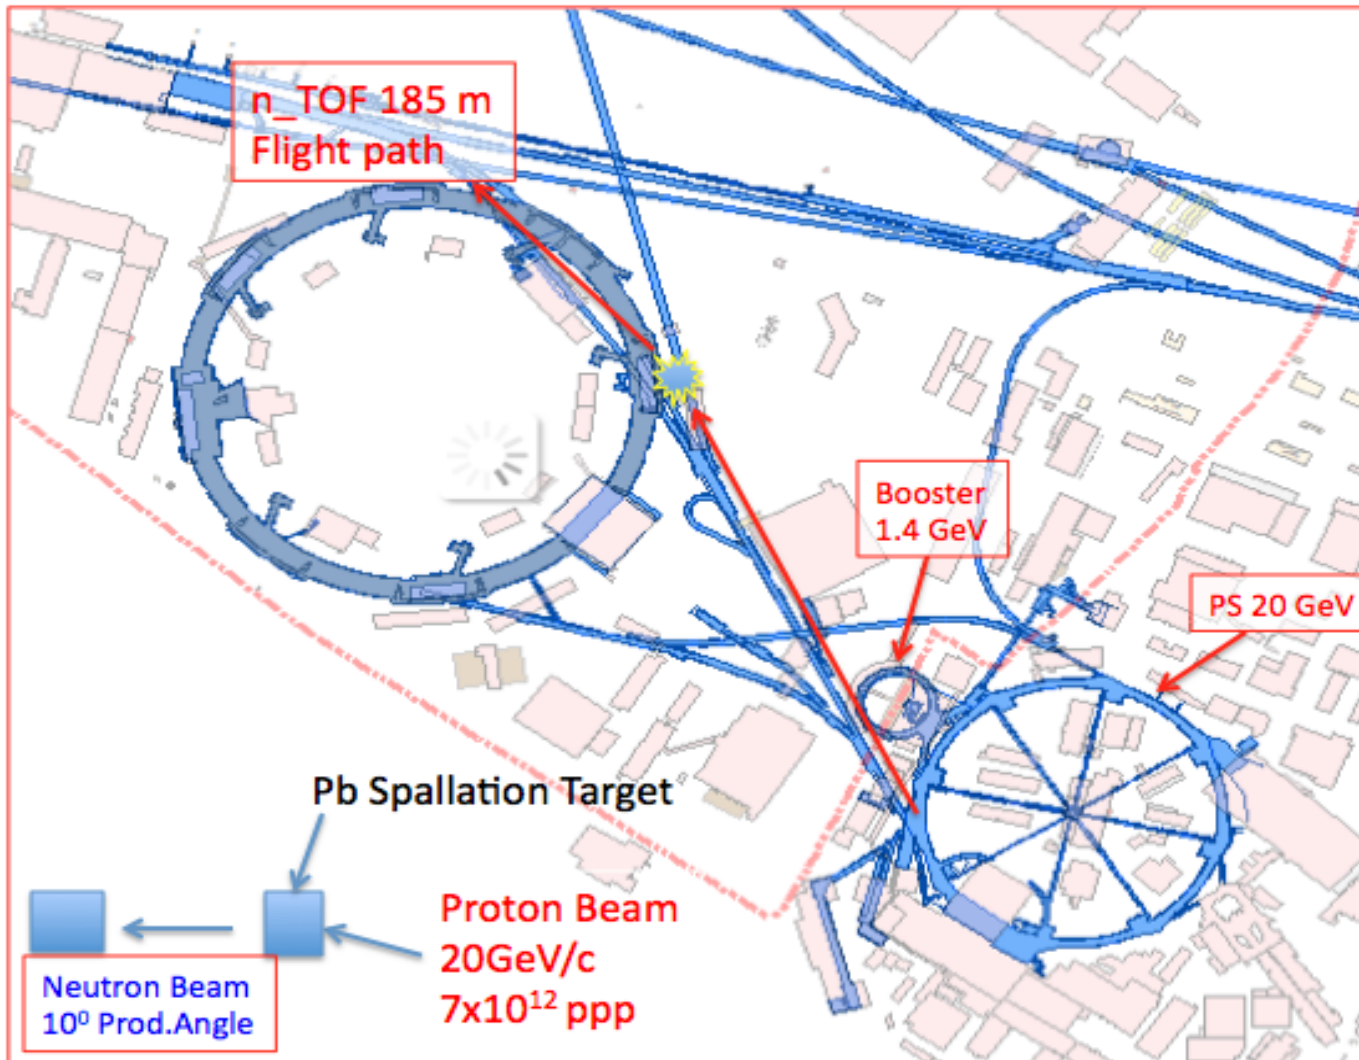 n_TOF 185 m
Flight path
Booster
1.4 GeV
PS 20 GeV
Pb Spallation Target
Proton Beam
20GeV/c
7x10¹² ppp
Neutron Beam
10⁰ Prod.Angle